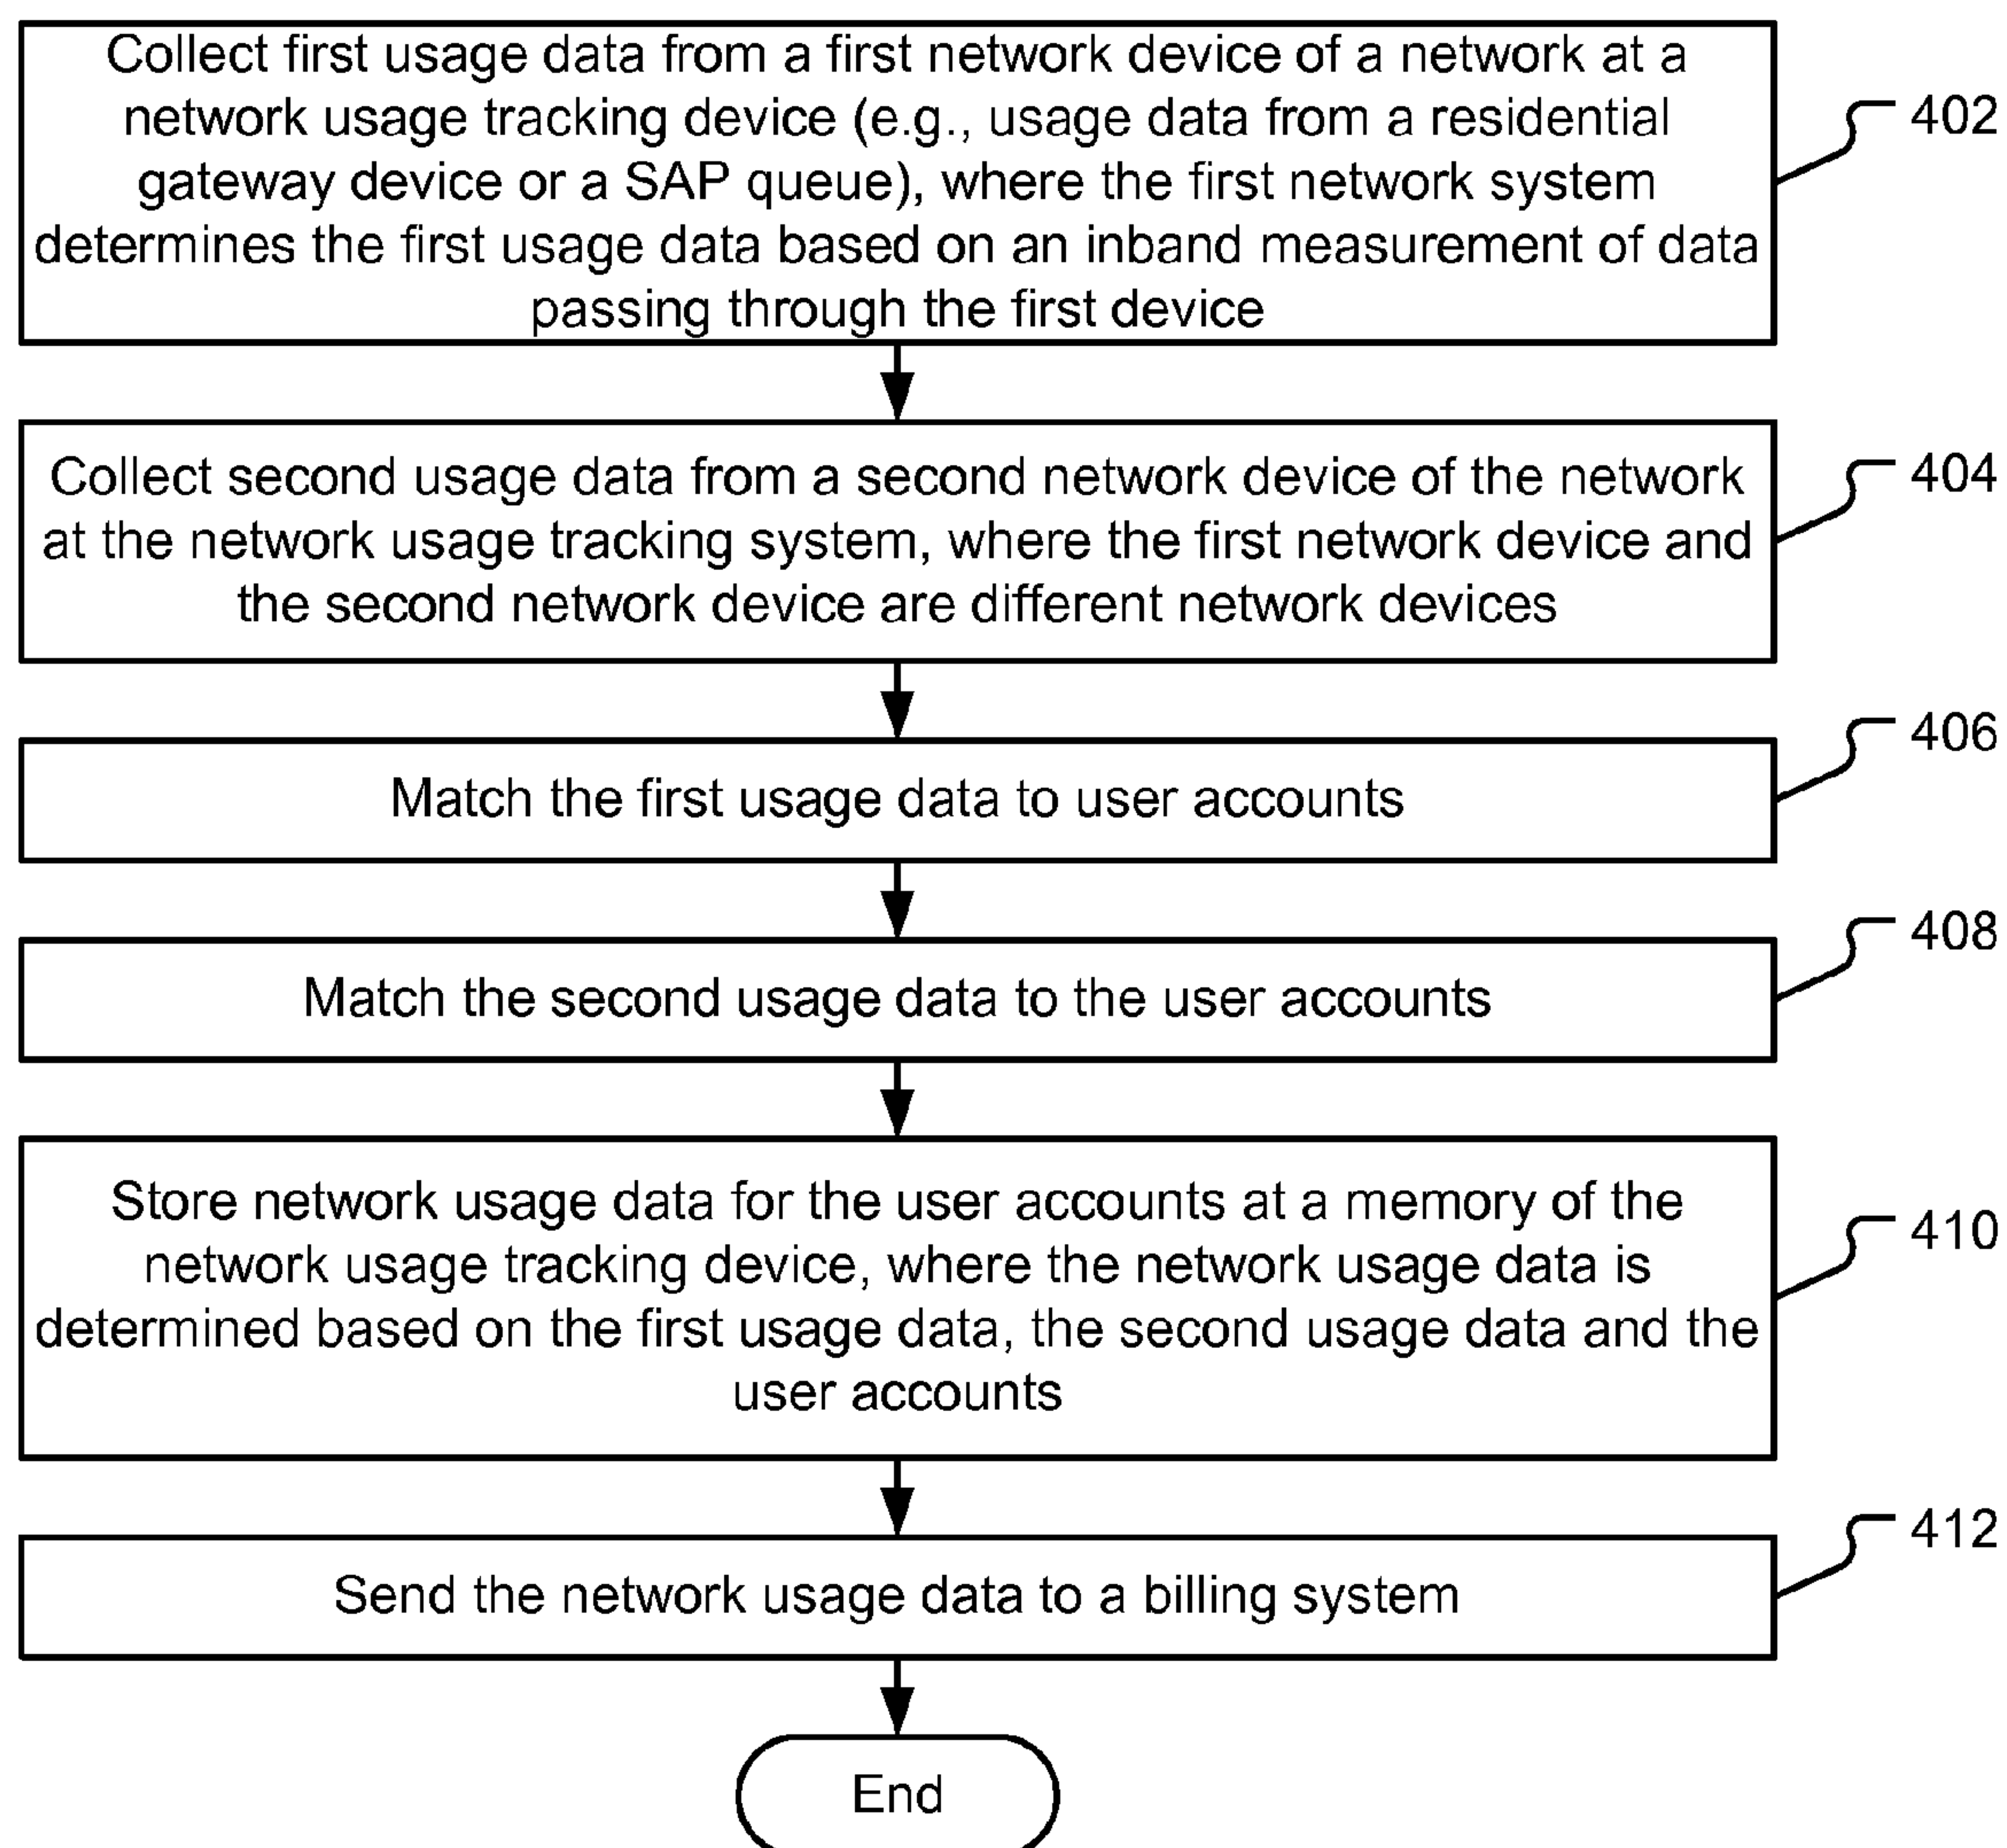 Collect first usage data from a first network device of a network at a
network usage tracking device (e.g., usage data from a residential
gateway device or a SAP queue), where the first network system
determines the first usage data based on an inband measurement of data
passing through the first device
402
Collect second usage data from a second network device of the network
at the network usage tracking system, where the first network device and
the second network device are different network devices
404
Match the first usage data to user accounts
406
Match the second usage data to the user accounts
408
Store network usage data for the user accounts at a memory of the
network usage tracking device, where the network usage data is
determined based on the first usage data, the second usage data and the
user accounts
410
Send the network usage data to a billing system
412
End